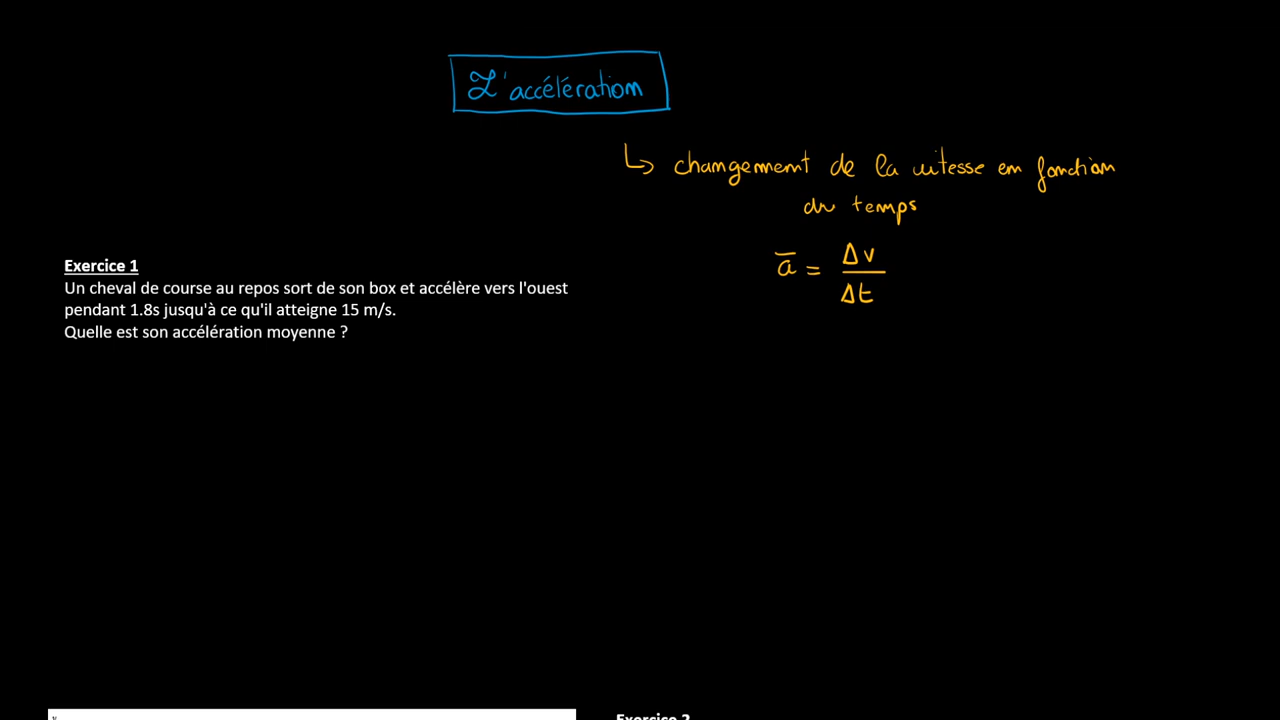 L'accélération
↳ changement de la vitesse en fonction
du temps
a̅ = Δv/Δt
Exercice 1
Un cheval de course au repos sort de son box et accélère vers l'ouest
pendant 1.8s jusqu'à ce qu'il atteigne 15 m/s.
Quelle est son accélération moyenne ?
v
Exercice 2